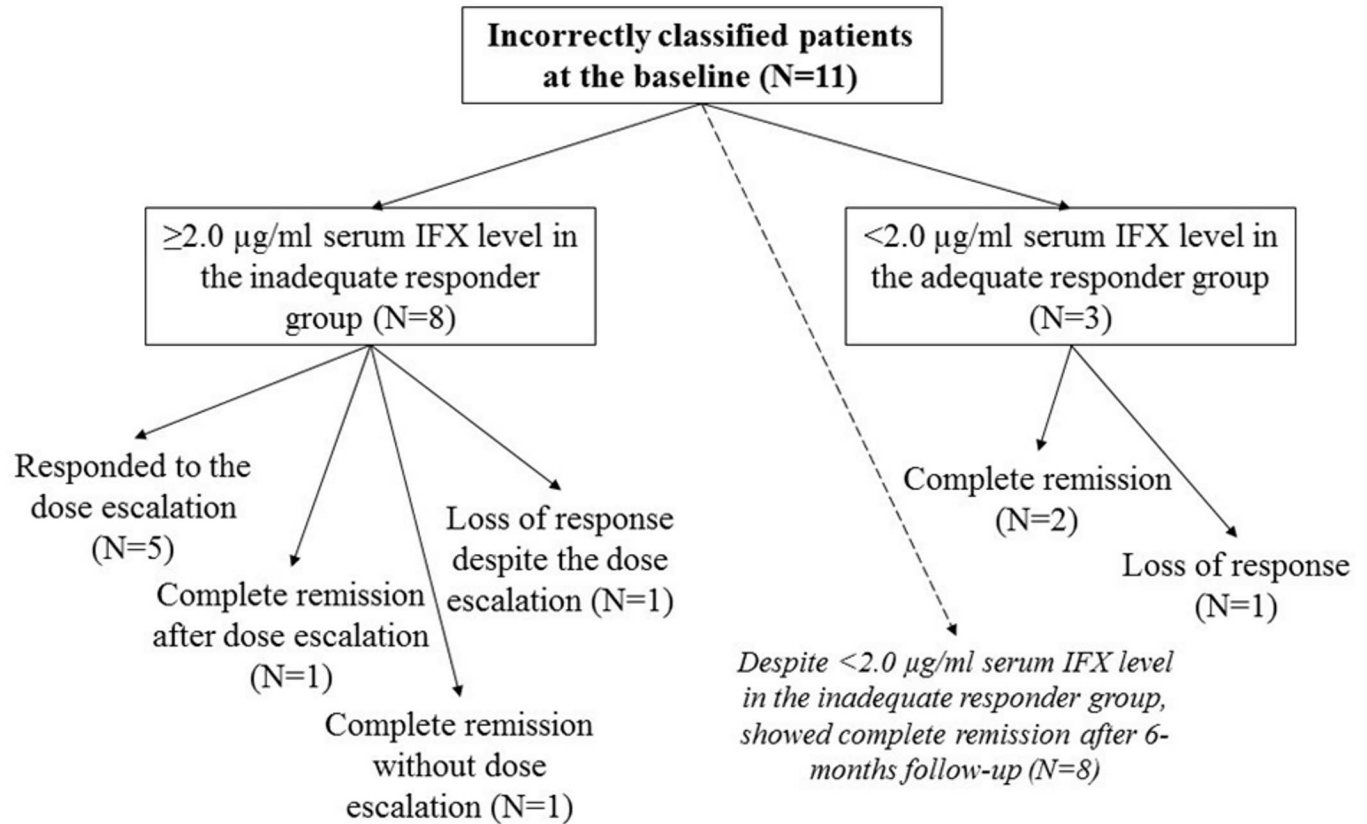 Incorrectly classified patients
at the baseline (N=11)
≥2.0 µg/ml serum IFX level in
the inadequate responder
group (N=8)
<2.0 µg/ml serum IFX level in
the adequate responder group
(N=3)
Responded to the
dose escalation
(N=5)
Complete remission
after dose escalation
(N=1)
Complete remission
without dose
escalation (N=1)
Loss of response
despite the dose
escalation (N=1)
Despite <2.0 µg/ml serum IFX level
in the inadequate responder group,
showed complete remission after 6-
months follow-up (N=8)
Complete remission
(N=2)
Loss of response
(N=1)